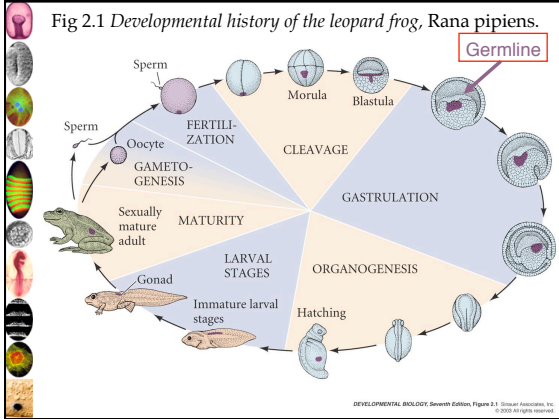 Fig 2.1 Developmental history of the leopard frog, Rana pipiens.
Germline
Sperm
Morula
Blastula
Sperm
Oocyte
FERTILI-
ZATION
CLEAVAGE
GAMETO-
GENESIS
GASTRULATION
Sexually
mature
adult
MATURITY
LARVAL
STAGES
ORGANOGENESIS
Gonad
Immature larval
stages
Hatching
DEVELOPMENTAL BIOLOGY, Seventh Edition, Figure 2.1 Sinauer Associates, Inc.
© 2003 All rights reserved